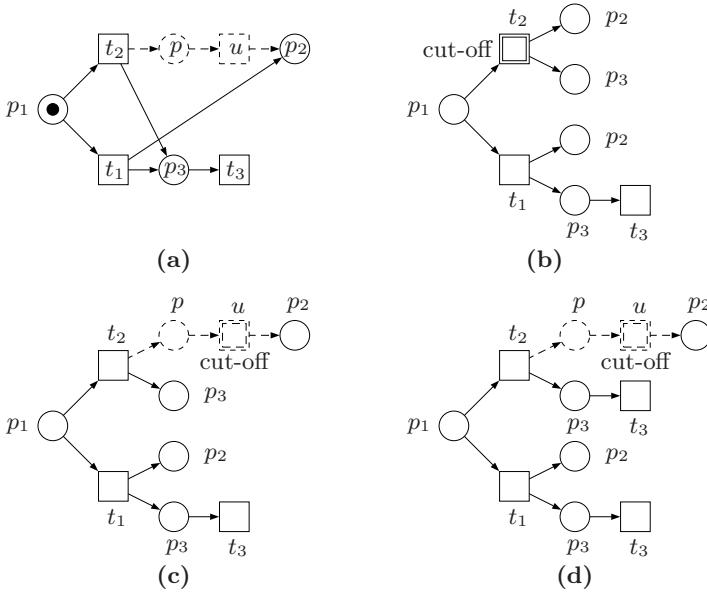 t₂ p u p₂
p₁
t₁ p₃ t₃
(a)
t₂ p₂
cut-off
p₃
p₁
p₂
t₁
p₃ t₃
(b)
p u p₂
t₂
cut-off
p₃
p₁
p₂
t₁
p₃ t₃
(c)
p u p₂
t₂
cut-off
p₃ t₃
p₁
p₂
t₁
p₃ t₃
(d)